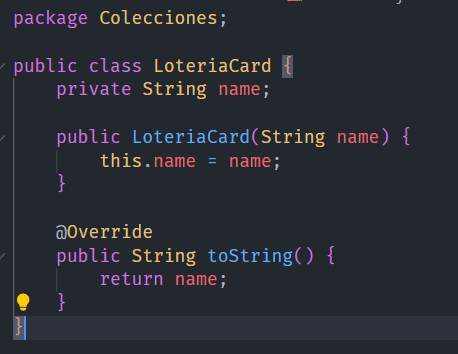 package Colecciones;
public class LoteriaCard {
    private String name;
    public LoteriaCard(String name) {
        this.name = name;
    }
    @Override
    public String toString() {
        return name;
    }
}